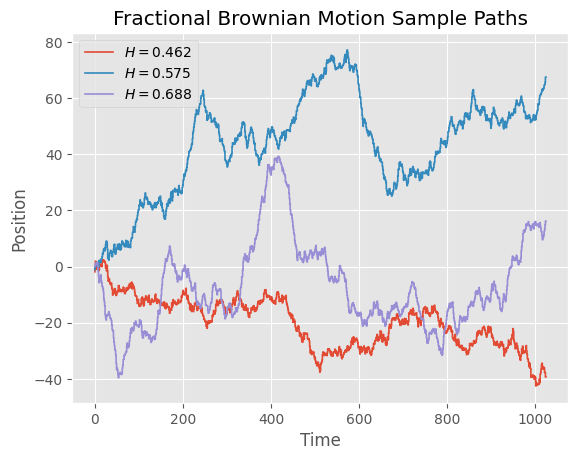 Fractional Brownian Motion Sample Paths
H = 0.462
H = 0.575
H = 0.688
80
60
40
20
0
−20
−40
Position
0 200 400 600 800 1000
Time